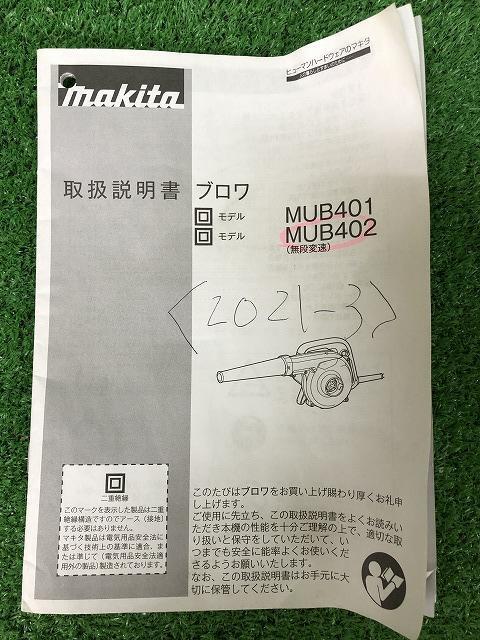 ヒューマンハードウェアのマキタ
makita
取扱説明書 ブロワ
モデル MUB401
モデル MUB402
(無段変速)
<2021-3>
二重絶縁
このマークを表示した製品は二重
絶縁構造ですのでアース(接地)
する必要はありません。
マキタ製品は電気用品安全法に
基づく技術上の基準に適合、ま
たは準じて(電気用品安全法適
用外の製品)製造されております。
このたびはブロワをお買い上げ賜わり厚くお礼申
し上げます。
ご使用に先立ち、この取扱説明書をよくお読みい
ただき本機の性能を十分ご理解の上で、適切な取
り扱いと保守をしていただいて、い
つまでも安全に能率よくお使いくだ
さるようお願いいたします。
なお、この取扱説明書はお手元に大
切に保管してください。